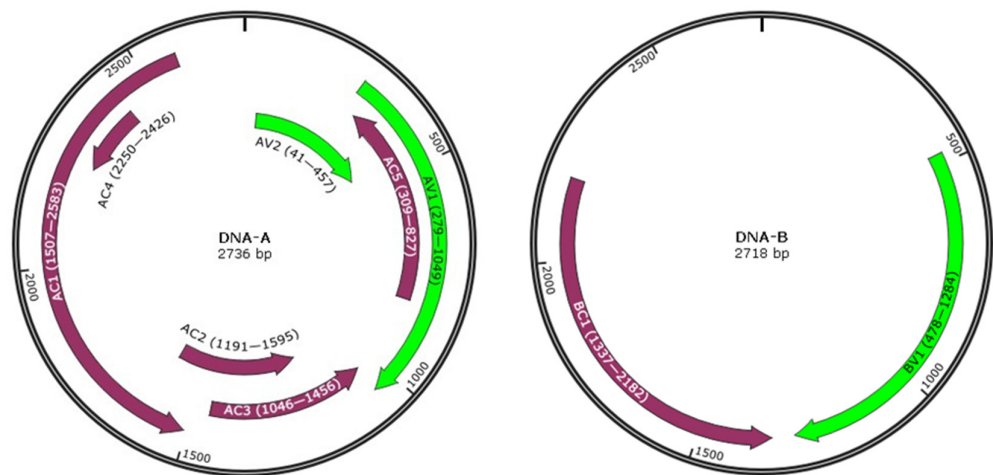 2500
500
1000
1500
2000
AV2 (41–457)
AV1 (279–1049)
AC5 (309–827)
AC4 (2250–2426)
AC1 (1507–2583)
AC2 (1191–1595)
AC3 (1046–1456)
DNA-A
2736 bp
2500
500
1000
1500
2000
BV1 (478–1284)
BC1 (1337–2182)
DNA-B
2718 bp